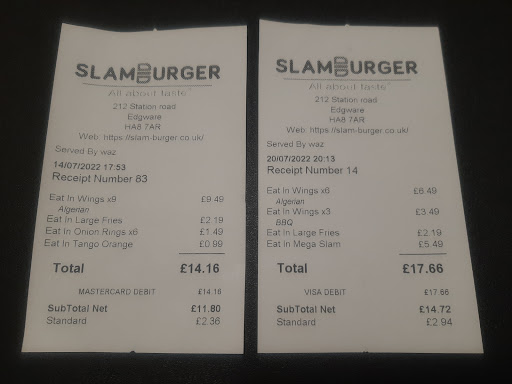 SLAMBURGER
All about taste
212 Station road
Edgware
HA8 7AR
Web: https://slam-burger.co.uk/
Served By waz
14/07/2022 17:53
Receipt Number 83
Eat In Wings x9 £9.49
Algerian
Eat In Large Fries £2.19
Eat In Onion Rings x6 £1.49
Eat In Tango Orange £0.99
Total £14.16
MASTERCARD DEBIT £14.16
SubTotal Net £11.80
Standard £2.36
SLAMBURGER
All about taste
212 Station road
Edgware
HA8 7AR
Web: https://slam-burger.co.uk/
Served By waz
20/07/2022 20:13
Receipt Number 14
Eat In Wings x6 £6.49
Algerian
Eat In Wings x3 £3.49
BBQ
Eat In Large Fries £2.19
Eat In Mega Slam £5.49
Total £17.66
VISA DEBIT £17.66
SubTotal Net £14.72
Standard £2.94